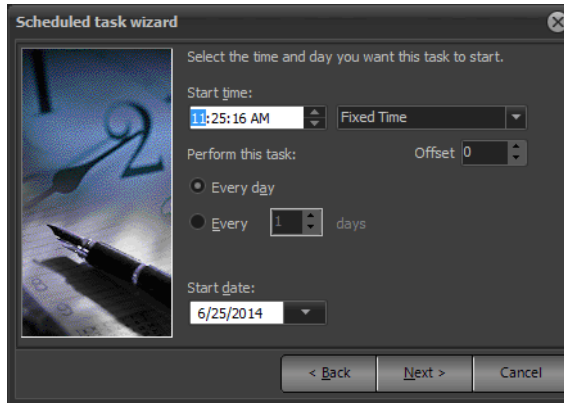 Scheduled task wizard
Select the time and day you want this task to start.
Start time:
11:25:16 AM Fixed Time
Perform this task: Offset 0
Every day
Every 1 days
Start date:
6/25/2014
< Back Next > Cancel